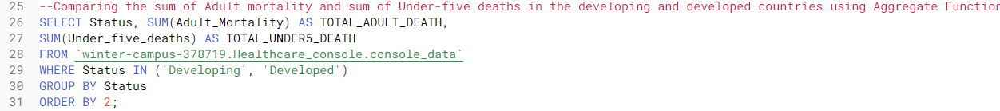 25 --Comparing the sum of Adult mortality and sum of Under-five deaths in the developing and developed countries using Aggregate Function
26 SELECT Status, SUM(Adult_Mortality) AS TOTAL_ADULT_DEATH,
27 SUM(Under_five_deaths) AS TOTAL_UNDER5_DEATH
28 FROM `winter-campus-378719.Healthcare_console.console_data`
29 WHERE Status IN ('Developing', 'Developed')
30 GROUP BY Status
31 ORDER BY 2;